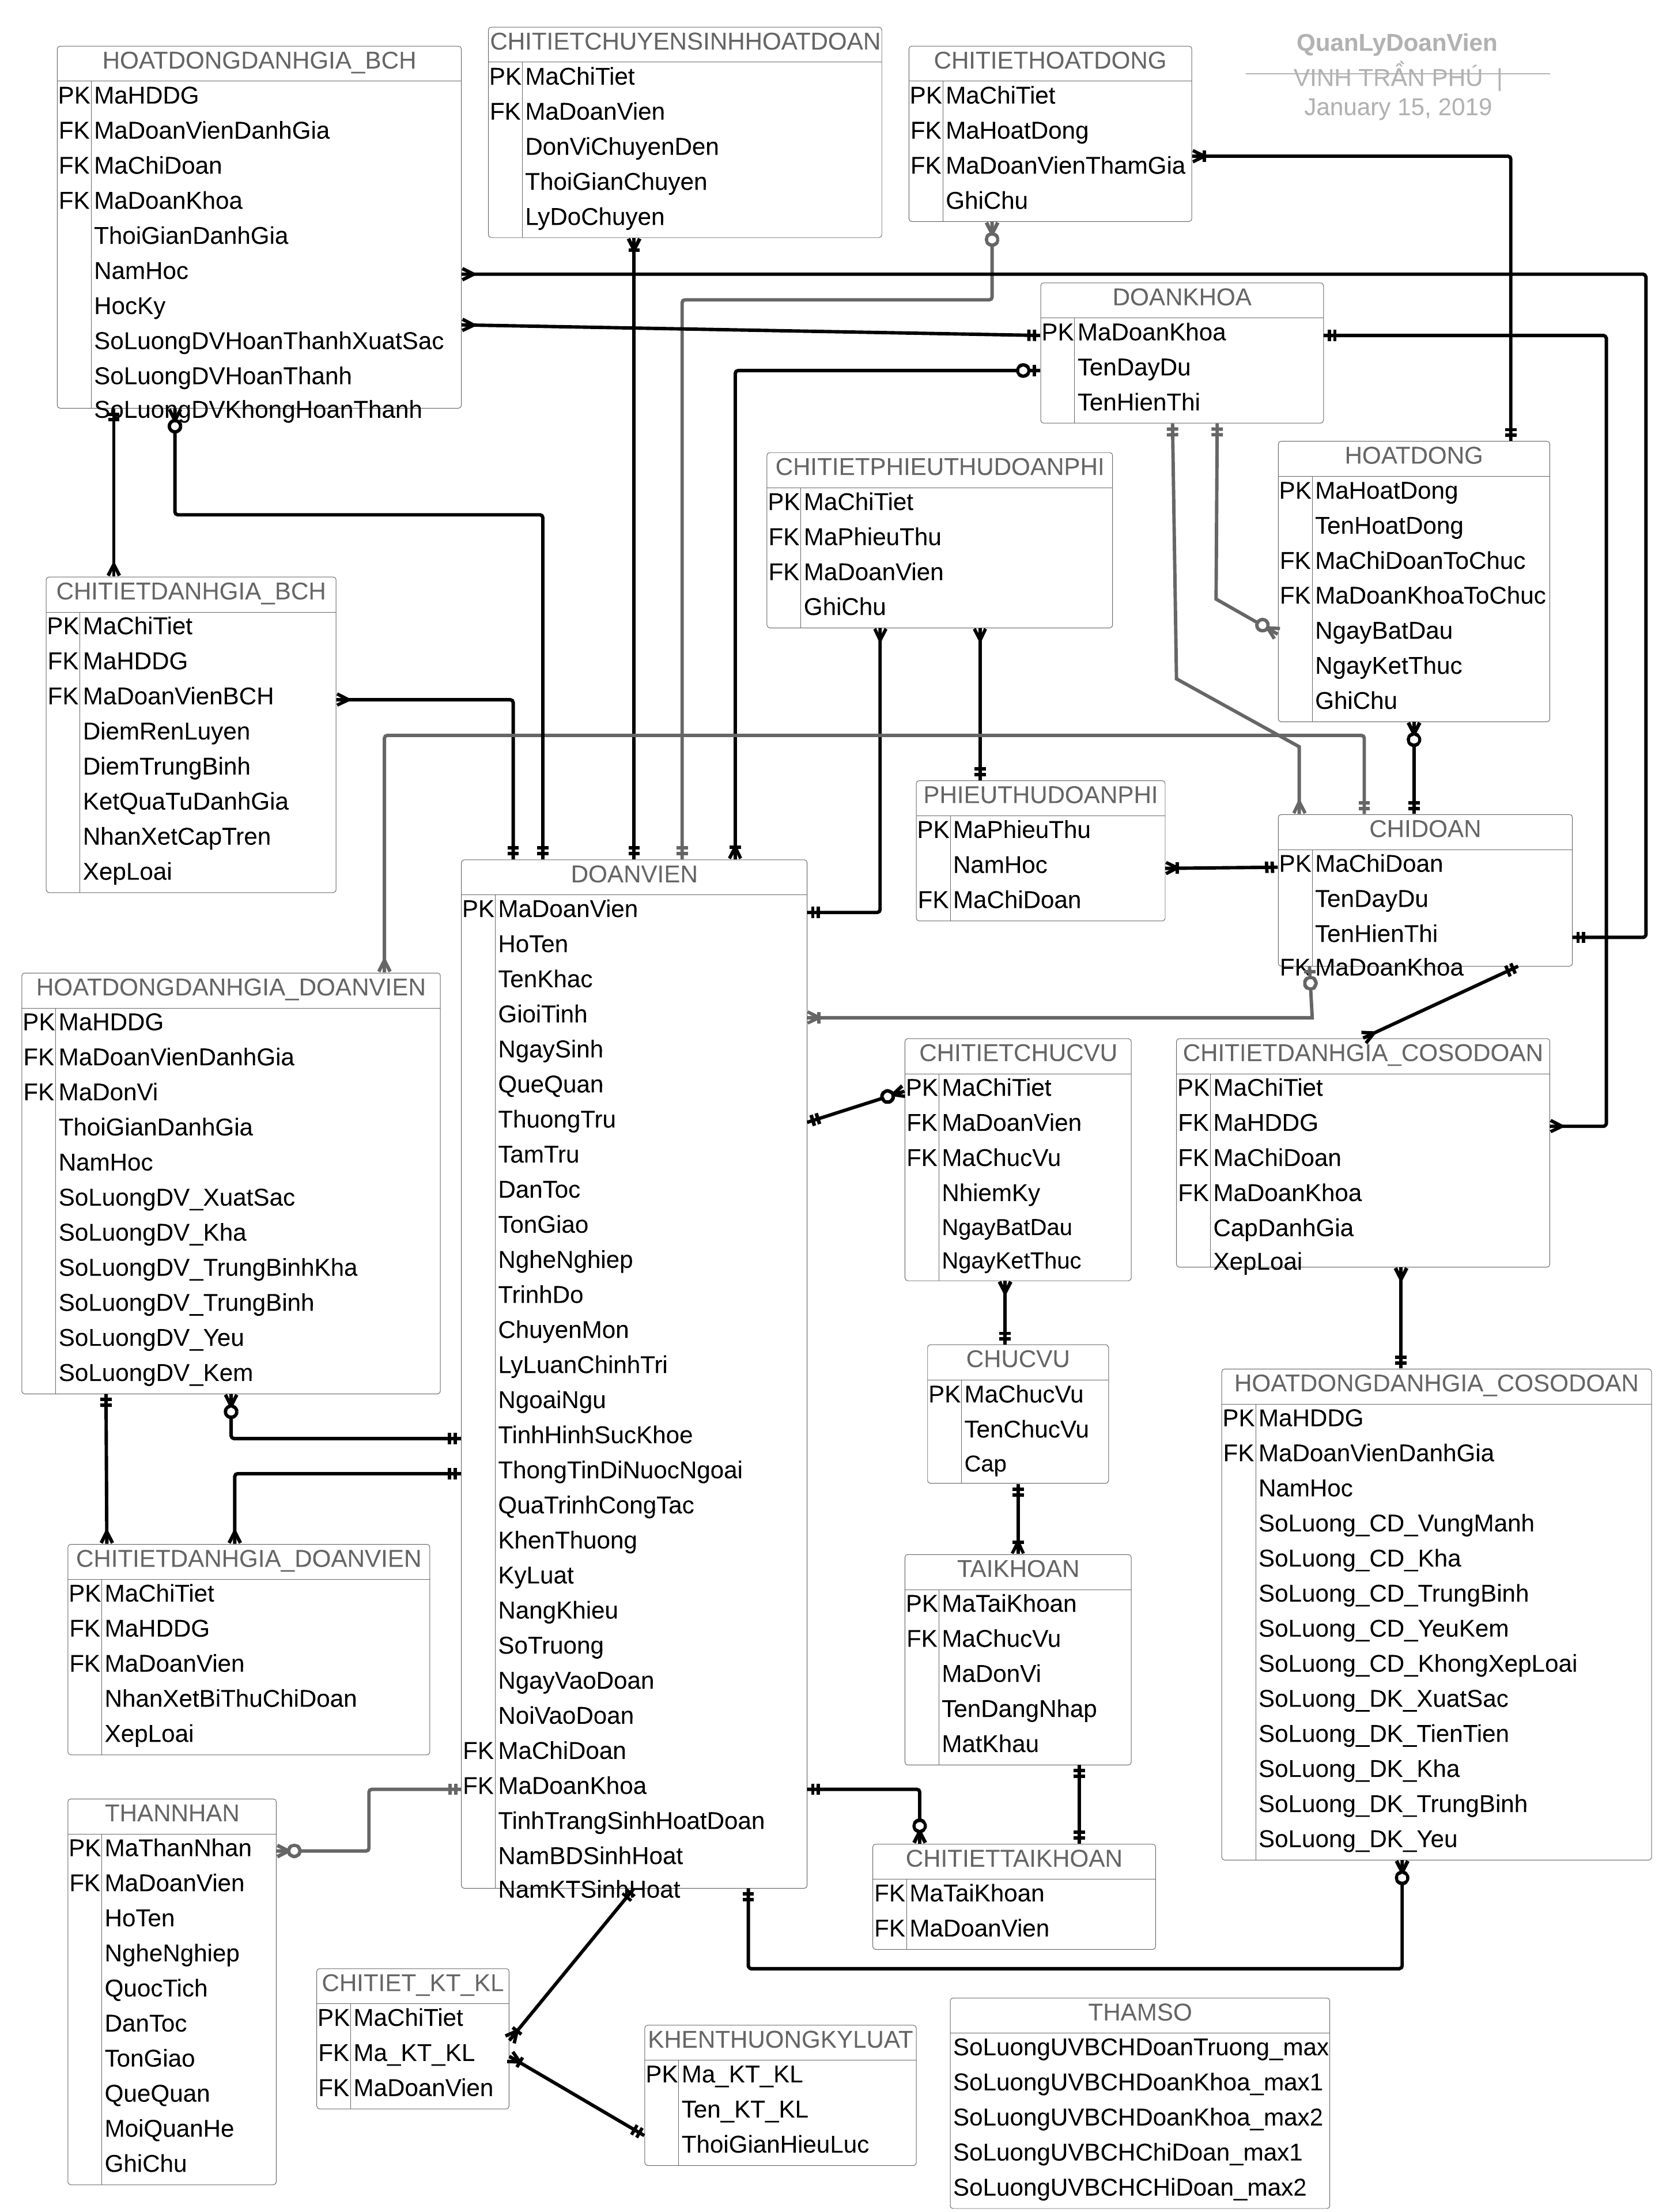 QuanLyDoanVien
VINH TRẦN PHÚ |
January 15, 2019
HOATDONGDANHGIA_BCH
PK MaHDDG
FK MaDoanVienDanhGia
FK MaChiDoan
FK MaDoanKhoa
ThoiGianDanhGia
NamHoc
HocKy
SoLuongDVHoanThanhXuatSac
SoLuongDVHoanThanh
SoLuongDVKhongHoanThanh
CHITIETCHUYENSINHHOATDOAN
PK MaChiTiet
FK MaDoanVien
DonViChuyenDen
ThoiGianChuyen
LyDoChuyen
CHITIETHOATDONG
PK MaChiTiet
FK MaHoatDong
FK MaDoanVienThamGia
GhiChu
DOANKHOA
PK MaDoanKhoa
TenDayDu
TenHienThi
CHITIETPHIEUTHUDOANPHI
PK MaChiTiet
FK MaPhieuThu
FK MaDoanVien
GhiChu
HOATDONG
PK MaHoatDong
TenHoatDong
FK MaChiDoanToChuc
FK MaDoanKhoaToChuc
NgayBatDau
NgayKetThuc
GhiChu
CHITIETDANHGIA_BCH
PK MaChiTiet
FK MaHDDG
FK MaDoanVienBCH
DiemRenLuyen
DiemTrungBinh
KetQuaTuDanhGia
NhanXetCapTren
XepLoai
PHIEUTHUDOANPHI
PK MaPhieuThu
NamHoc
FK MaChiDoan
CHIDOAN
PK MaChiDoan
TenDayDu
TenHienThi
FK MaDoanKhoa
DOANVIEN
PK MaDoanVien
HoTen
TenKhac
GioiTinh
NgaySinh
QueQuan
ThuongTru
TamTru
DanToc
TonGiao
NgheNghiep
TrinhDo
ChuyenMon
LyLuanChinhTri
NgoaiNgu
TinhHinhSucKhoe
ThongTinDiNuocNgoai
QuaTrinhCongTac
KhenThuong
KyLuat
NangKhieu
SoTruong
NgayVaoDoan
NoiVaoDoan
FK MaChiDoan
FK MaDoanKhoa
TinhTrangSinhHoatDoan
NamBDSinhHoat
NamKTSinhHoat
HOATDONGDANHGIA_DOANVIEN
PK MaHDDG
FK MaDoanVienDanhGia
FK MaDonVi
ThoiGianDanhGia
NamHoc
SoLuongDV_XuatSac
SoLuongDV_Kha
SoLuongDV_TrungBinhKha
SoLuongDV_TrungBinh
SoLuongDV_Yeu
SoLuongDV_Kem
CHITIETCHUCVU
PK MaChiTiet
FK MaDoanVien
FK MaChucVu
NhiemKy
NgayBatDau
NgayKetThuc
CHITIETDANHGIA_COSODOAN
PK MaChiTiet
FK MaHDDG
FK MaChiDoan
FK MaDoanKhoa
CapDanhGia
XepLoai
CHUCVU
PK MaChucVu
TenChucVu
Cap
HOATDONGDANHGIA_COSODOAN
PK MaHDDG
FK MaDoanVienDanhGia
NamHoc
SoLuong_CD_VungManh
SoLuong_CD_Kha
SoLuong_CD_TrungBinh
SoLuong_CD_YeuKem
SoLuong_CD_KhongXepLoai
SoLuong_DK_XuatSac
SoLuong_DK_TienTien
SoLuong_DK_Kha
SoLuong_DK_TrungBinh
SoLuong_DK_Yeu
CHITIETDANHGIA_DOANVIEN
PK MaChiTiet
FK MaHDDG
FK MaDoanVien
NhanXetBiThuChiDoan
XepLoai
TAIKHOAN
PK MaTaiKhoan
FK MaChucVu
MaDonVi
TenDangNhap
MatKhau
THANNHAN
PK MaThanNhan
FK MaDoanVien
HoTen
NgheNghiep
QuocTich
DanToc
TonGiao
QueQuan
MoiQuanHe
GhiChu
CHITIETTAIKHOAN
FK MaTaiKhoan
FK MaDoanVien
CHITIET_KT_KL
PK MaChiTiet
FK Ma_KT_KL
FK MaDoanVien
KHENTHUONGKYLUAT
PK Ma_KT_KL
Ten_KT_KL
ThoiGianHieuLuc
THAMSO
SoLuongUVBCHDoanTruong_max
SoLuongUVBCHDoanKhoa_max1
SoLuongUVBCHDoanKhoa_max2
SoLuongUVBCHChiDoan_max1
SoLuongUVBCHCHiDoan_max2